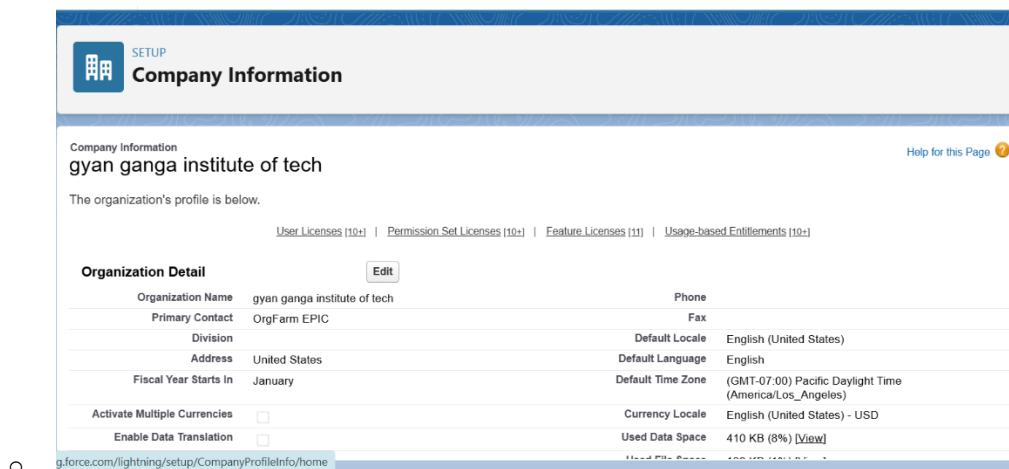 SETUP
Company Information
Company Information
gyan ganga institute of tech
Help for this Page
The organization's profile is below.
User Licenses [10+] | Permission Set Licenses [10+] | Feature Licenses [11] | Usage-based Entitlements [10+]
Organization Detail
Edit
Organization Name gyan ganga institute of tech
Phone
Primary Contact OrgFarm EPIC
Fax
Division
Default Locale English (United States)
Address United States
Default Language English
Fiscal Year Starts In January
Default Time Zone (GMT-07:00) Pacific Daylight Time
(America/Los_Angeles)
Activate Multiple Currencies
Currency Locale English (United States) - USD
Enable Data Translation
Used Data Space 410 KB (8%) [View]
g.force.com/lightning/setup/CompanyProfileInfo/home